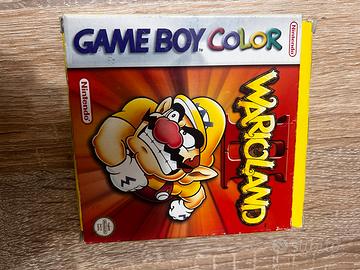 GAME BOY COLOR
Nintendo
Nintendo
WARIOLAND
II